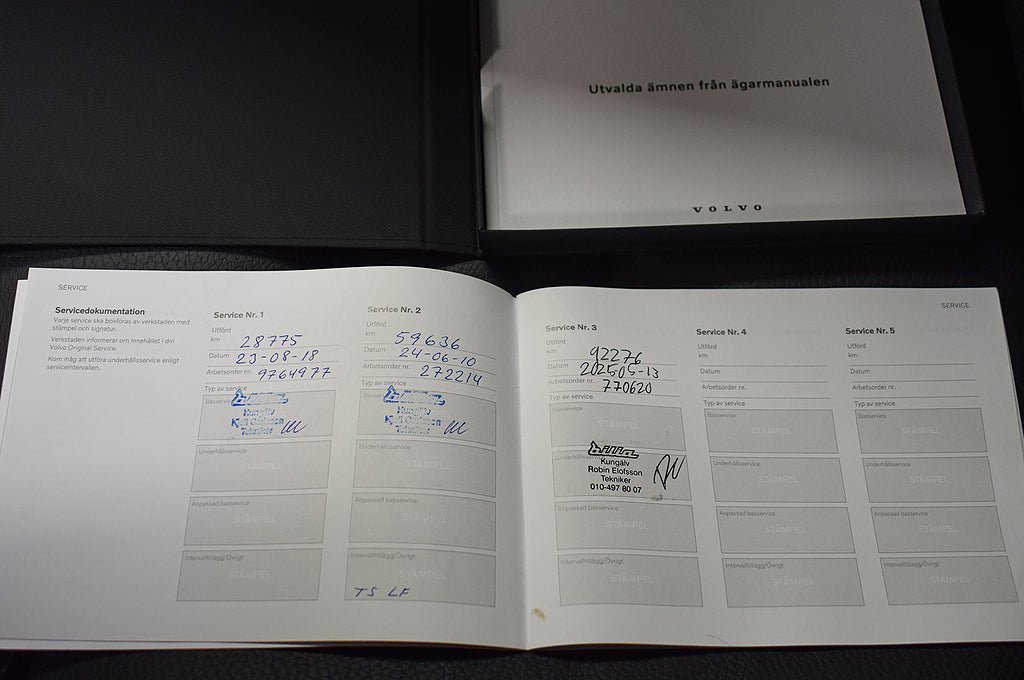 Utvalda ämnen från ägarmanualen
VOLVO
SERVICE
Servicedokumentation
Varje service ska bokföras av verkstaden med
stämpel och signatur.
Verkstaden informerar om innehållet i din
Volvo Original Service.
Kom ihåg att utföra underhållsservice enligt
serviceintervallen.
Service Nr. 1
Utförd
km 28775
Datum 23-08-18
Arbetsorder nr. 9764977
Typ av service
Basservice
Kungälv
Tekniker
Underhållsservice
STÄMPEL
Anpassad basservice
STÄMPEL
Intervalltillägg/Övrigt
STÄMPEL
Service Nr. 2
Utförd
km 59636
Datum 24-06-10
Arbetsorder nr. 272214
Typ av service
Kungälv
Tekniker
Underhållsservice
STÄMPEL
Anpassad basservice
STÄMPEL
Intervalltillägg/Övrigt
STÄMPEL
TS LF
SERVICE
Service Nr. 3
Utförd
km 92276
Datum 202505-13
Arbetsorder nr. 770620
Typ av service
Basservice
STÄMPEL
bilia
Kungälv
Robin Elofsson
Tekniker
010-497 80 07
Anpassad basservice
STÄMPEL
Intervalltillägg/Övrigt
STÄMPEL
Service Nr. 4
Utförd
km
Datum
Arbetsorder nr.
Typ av service
Basservice
STÄMPEL
Underhållsservice
STÄMPEL
Anpassad basservice
STÄMPEL
Intervalltillägg/Övrigt
STÄMPEL
Service Nr. 5
Utförd
km
Datum
Arbetsorder nr.
Typ av service
Basservice
STÄMPEL
Underhållsservice
STÄMPEL
Anpassad basservice
STÄMPEL
Intervalltillägg/Övrigt
STÄMPEL